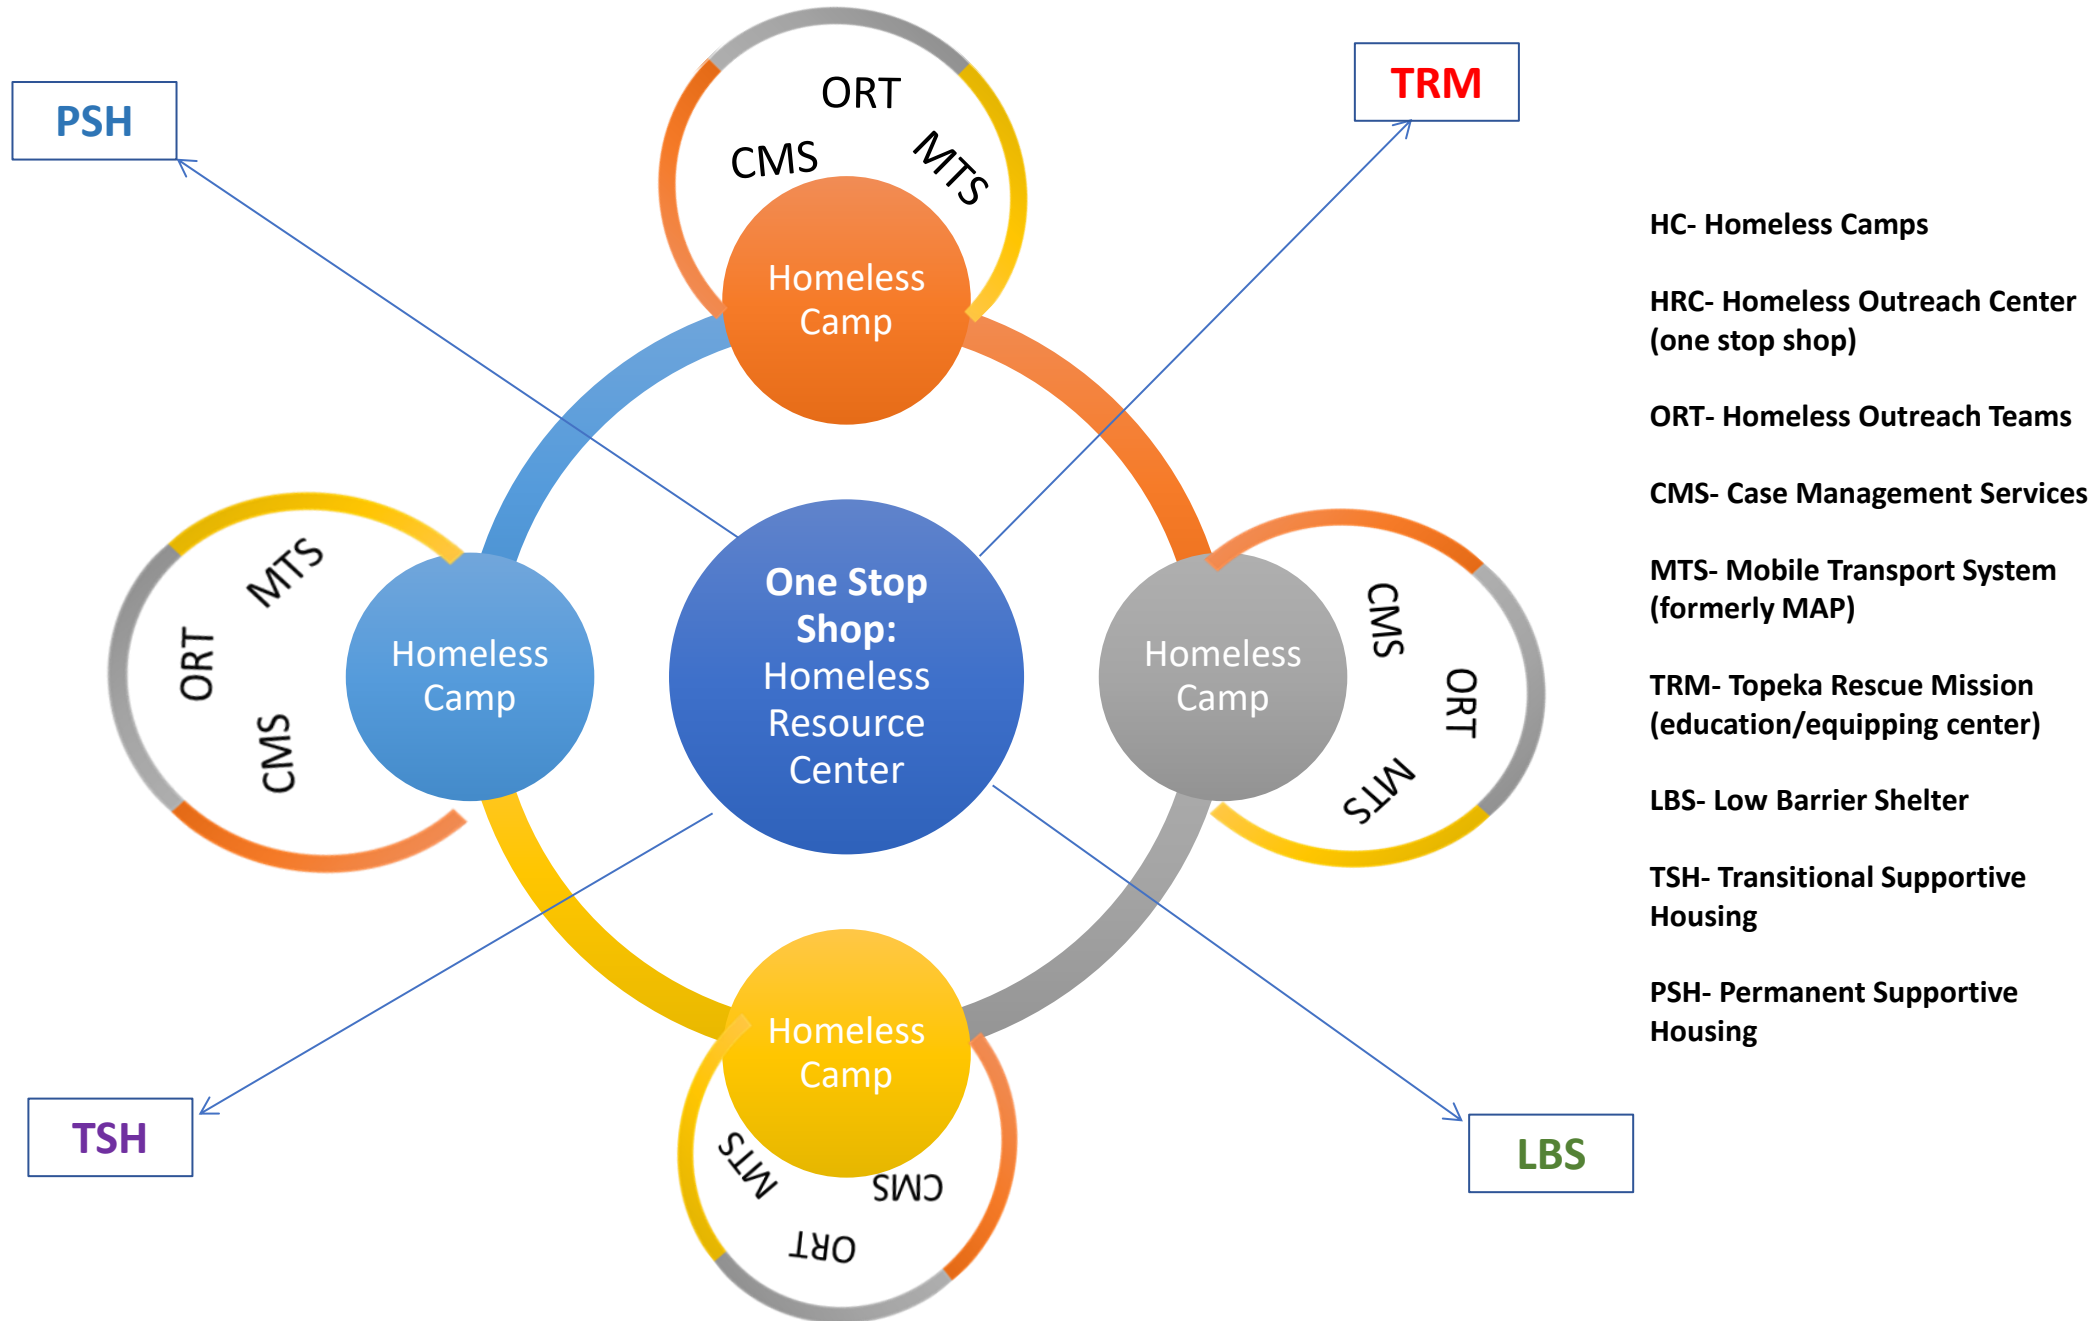 PSH
ORT
CMS
MTS
TRM
Homeless
Camp
MTS
ORT
CMS
Homeless
Camp
One Stop
Shop:
Homeless
Resource
Center
Homeless
Camp
CMS
ORT
MTS
Homeless
Camp
MTS
CMS
ORT
TSH
LBS
HC- Homeless Camps
HRC- Homeless Outreach Center
(one stop shop)
ORT- Homeless Outreach Teams
CMS- Case Management Services
MTS- Mobile Transport System
(formerly MAP)
TRM- Topeka Rescue Mission
(education/equipping center)
LBS- Low Barrier Shelter
TSH- Transitional Supportive
Housing
PSH- Permanent Supportive
Housing